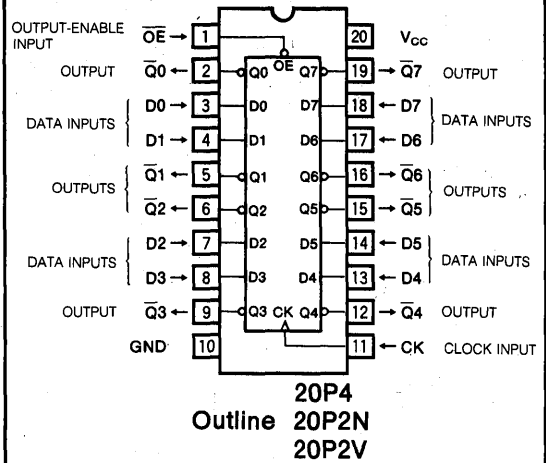 OUTPUT-ENABLE INPUT OE → 1 20 VCC
OUTPUT Q0 ← 2 Q0 OE Q7 19 → Q7 OUTPUT
DATA INPUTS D0 → 3 D0 D7 18 ← D7 DATA INPUTS
D1 → 4 D1 D6 17 ← D6
OUTPUTS Q1 ← 5 Q1 Q6 16 → Q6 OUTPUTS
Q2 ← 6 Q2 Q5 15 → Q5
DATA INPUTS D2 → 7 D2 D5 14 ← D5 DATA INPUTS
D3 → 8 D3 D4 13 ← D4
OUTPUT Q3 ← 9 Q3 CK Q4 12 → Q4 OUTPUT
GND 10 11 ← CK CLOCK INPUT
20P4
Outline 20P2N
20P2V